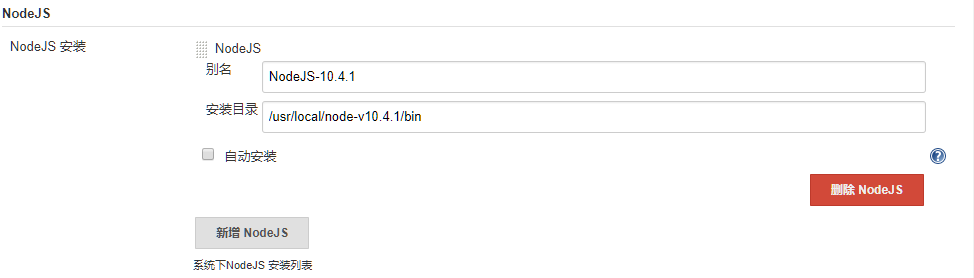 NodeJS
NodeJS 安装
NodeJS
别名
NodeJS-10.4.1
安装目录
/usr/local/node-v10.4.1/bin
自动安装
?
删除 NodeJS
新增 NodeJS
系统下NodeJS 安装列表